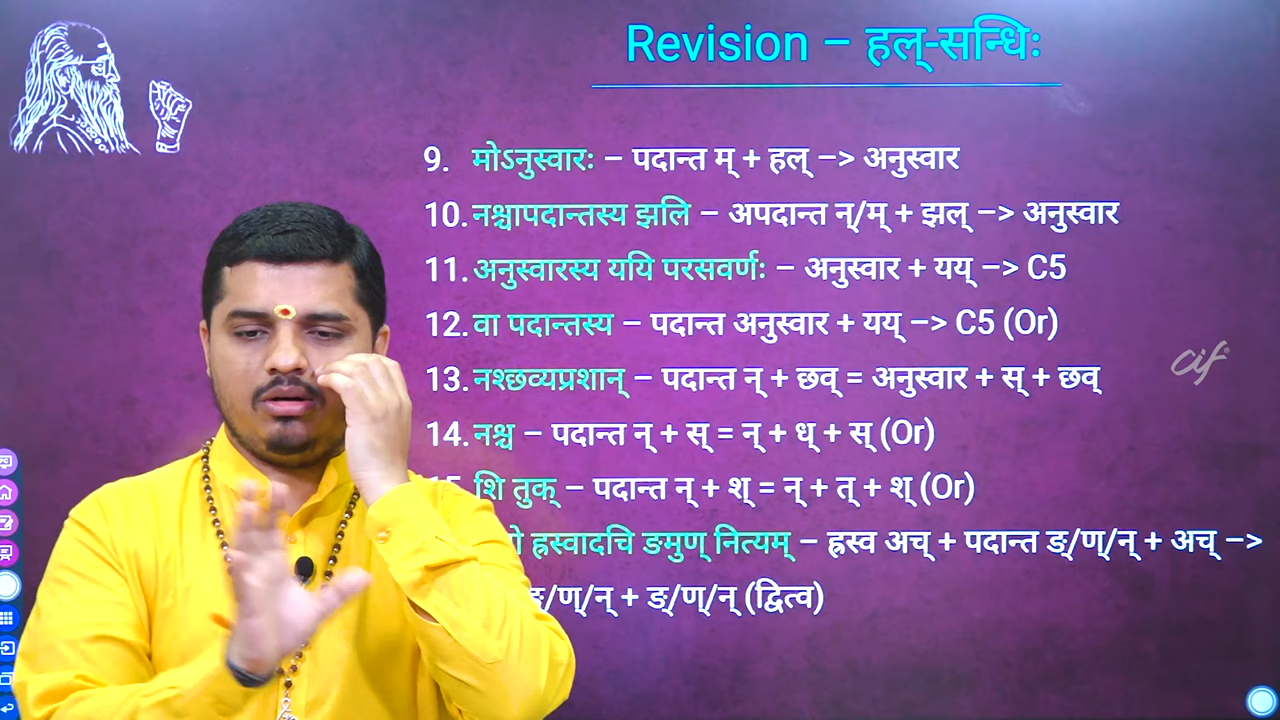 Revision – हल्-सन्धिः
9. मोऽनुस्वारः – पदान्त म् + हल् –> अनुस्वार
10. नश्चापदान्तस्य झलि – अपदान्त न्/म् + झल् –> अनुस्वार
11. अनुस्वारस्य ययि परसवर्णः – अनुस्वार + यय् –> C5
12. वा पदान्तस्य – पदान्त अनुस्वार + यय् –> C5 (Or)
13. नश्छव्यप्रशान् – पदान्त न् + छव् = अनुस्वार + स् + छव्
14. नश्च – पदान्त न् + स् = न् + ध् + स् (Or)
15 शि तुक् – पदान्त न् + श् = न् + त् + श् (Or)
ह्रस्वादचि ङमुण् नित्यम् – ह्रस्व अच् + पदान्त ङ्/ण्/न् + अच् –>
ङ्/ण्/न् + ङ्/ण्/न् (द्वित्व)
cif